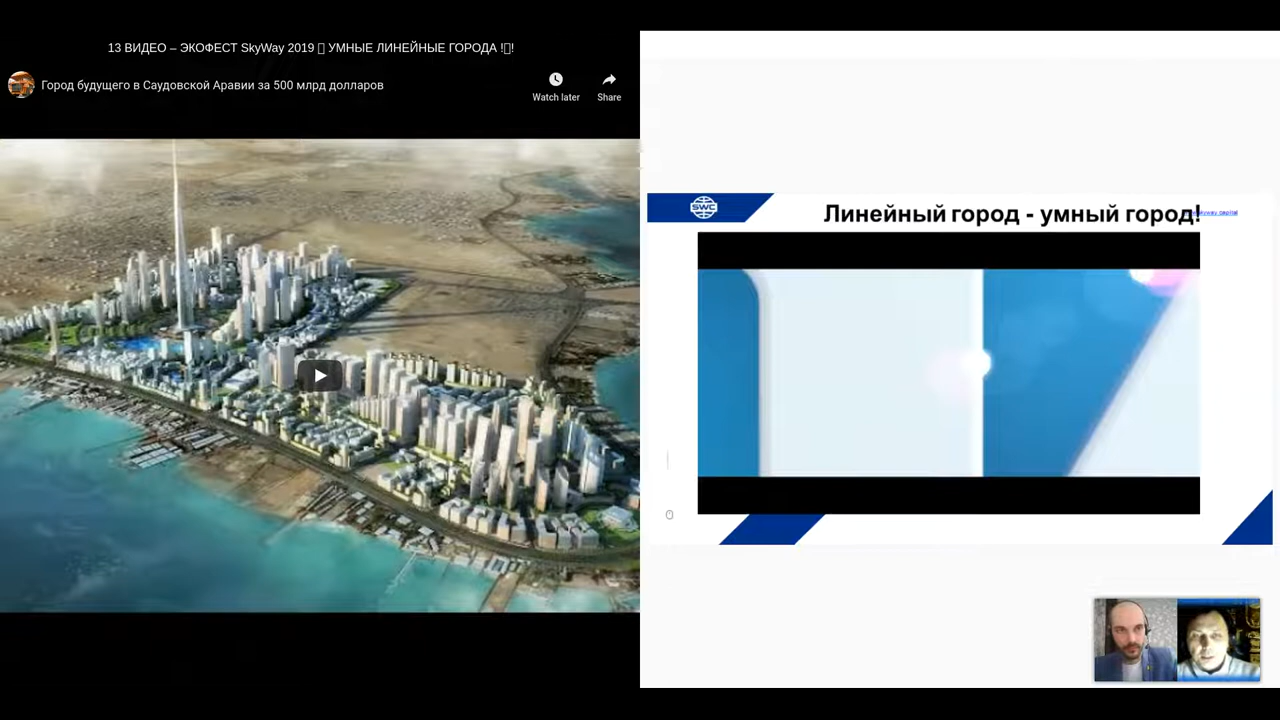 13 ВИДЕО – ЭКОФЕСТ SkyWay 2019 УМНЫЕ ЛИНЕЙНЫЕ ГОРОДА !!
Город будущего в Саудовской Аравии за 500 млрд долларов
Watch later
Share
SWC
Линейный город - умный город!